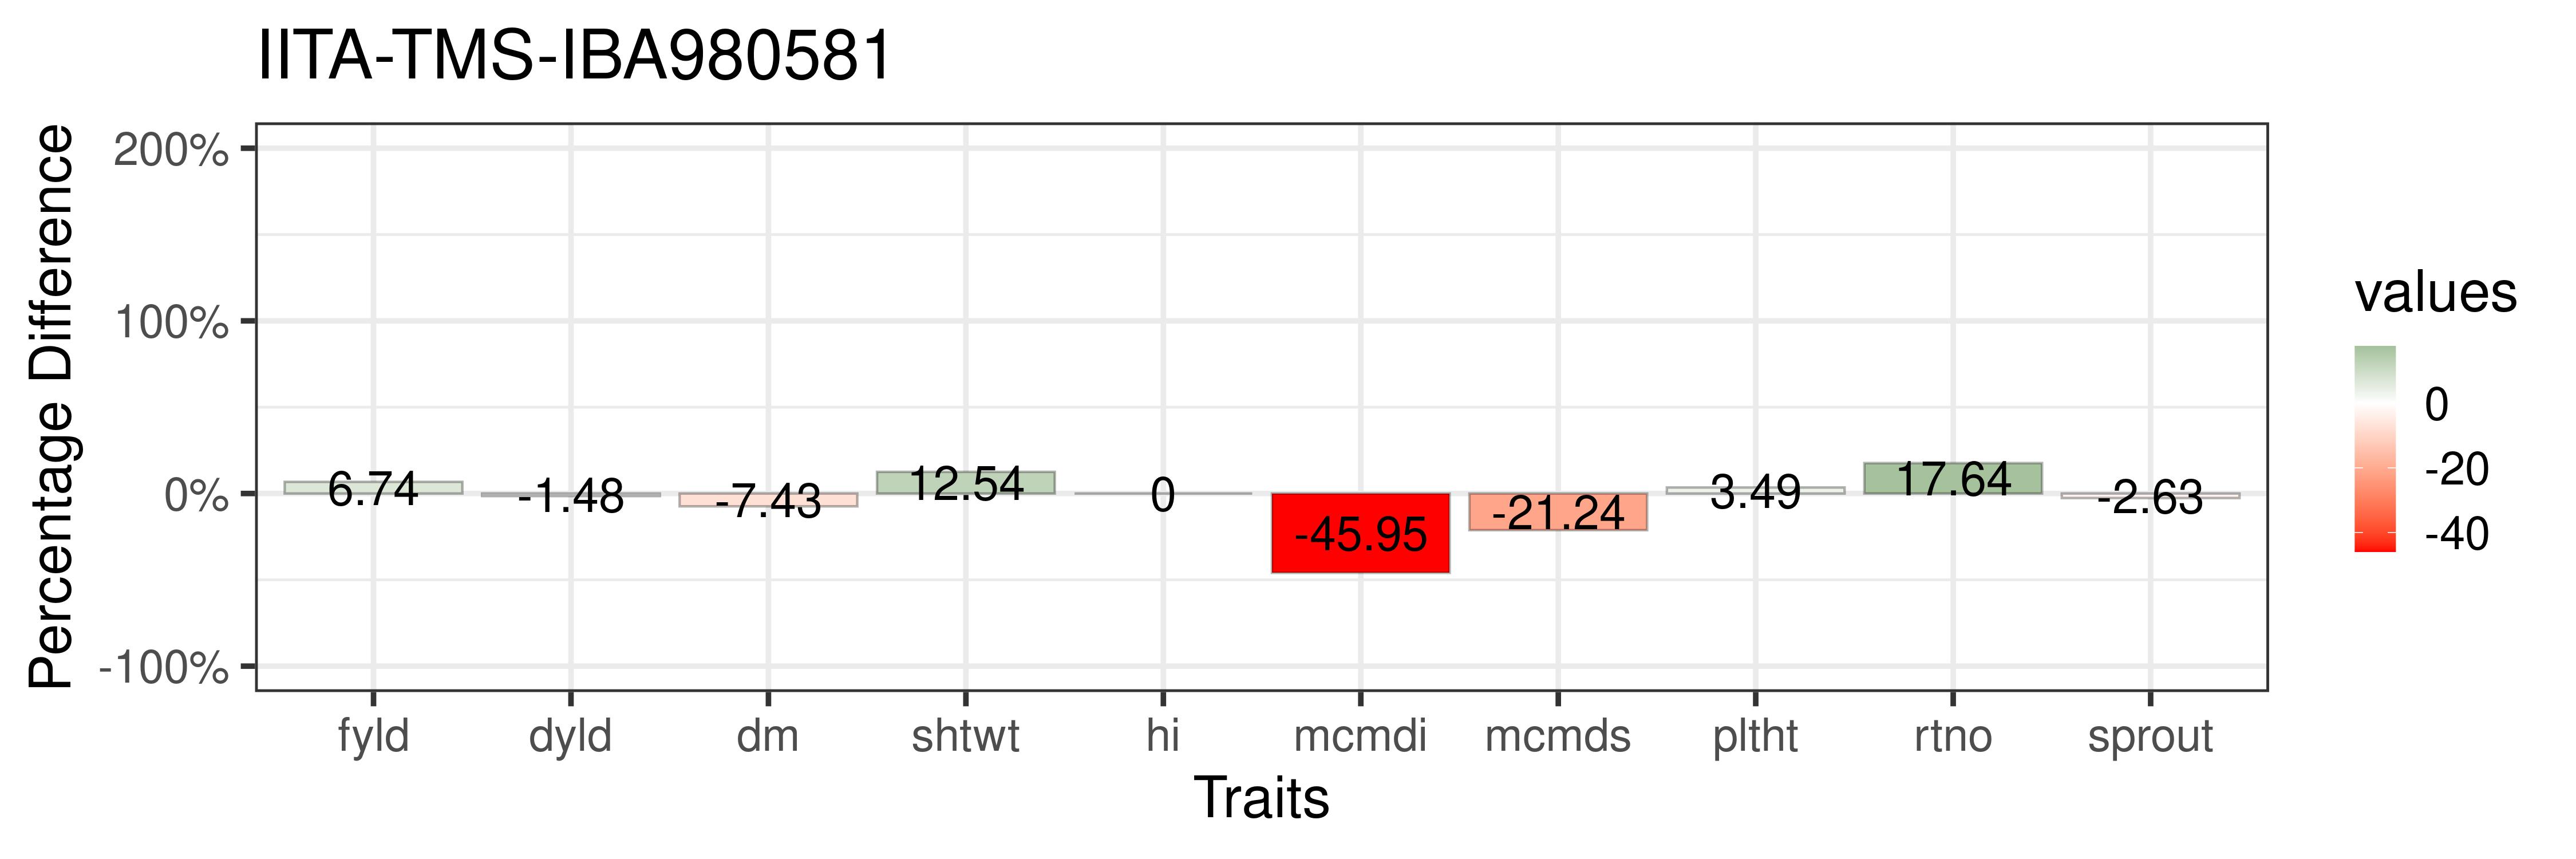 IITA-TMS-IBA980581
Percentage Difference
200%
100%
0%
-100%
6.74
-1.48
-7.43
12.54
0
-45.95
-21.24
3.49
17.64
-2.63
fyld
dyld
dm
shtwt
hi
mcmdi
mcmds
pltht
rtno
sprout
Traits
values
0
-20
-40